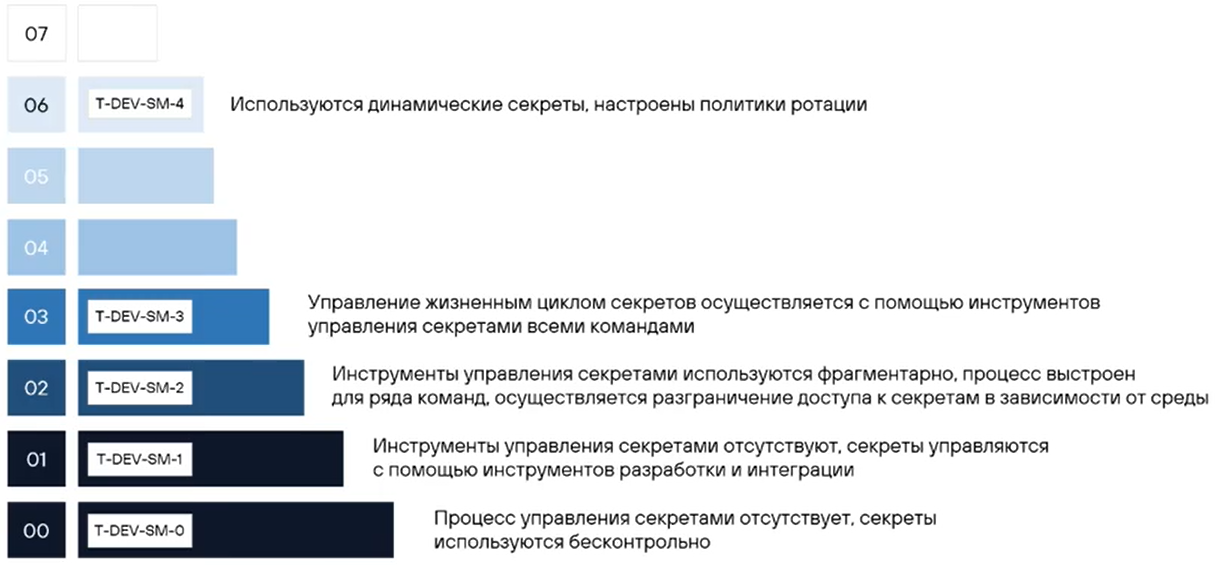 07
06 T-DEV-SM-4 Используются динамические секреты, настроены политики ротации
05
04
03 T-DEV-SM-3 Управление жизненным циклом секретов осуществляется с помощью инструментов
управления секретами всеми командами
02 T-DEV-SM-2 Инструменты управления секретами используются фрагментарно, процесс выстроен
для ряда команд, осуществляется разграничение доступа к секретам в зависимости от среды
01 T-DEV-SM-1 Инструменты управления секретами отсутствуют, секреты управляются
с помощью инструментов разработки и интеграции
00 T-DEV-SM-0 Процесс управления секретами отсутствует, секреты
используются бесконтрольно